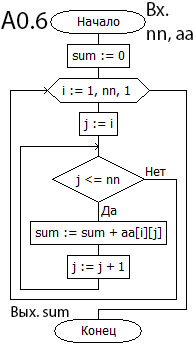 A0.6
Начало
Вх.
nn, aa
sum := 0
i := 1, nn, 1
j := i
j <= nn
Нет
Да
sum := sum + aa[i][j]
j := j + 1
Вых. sum
Конец